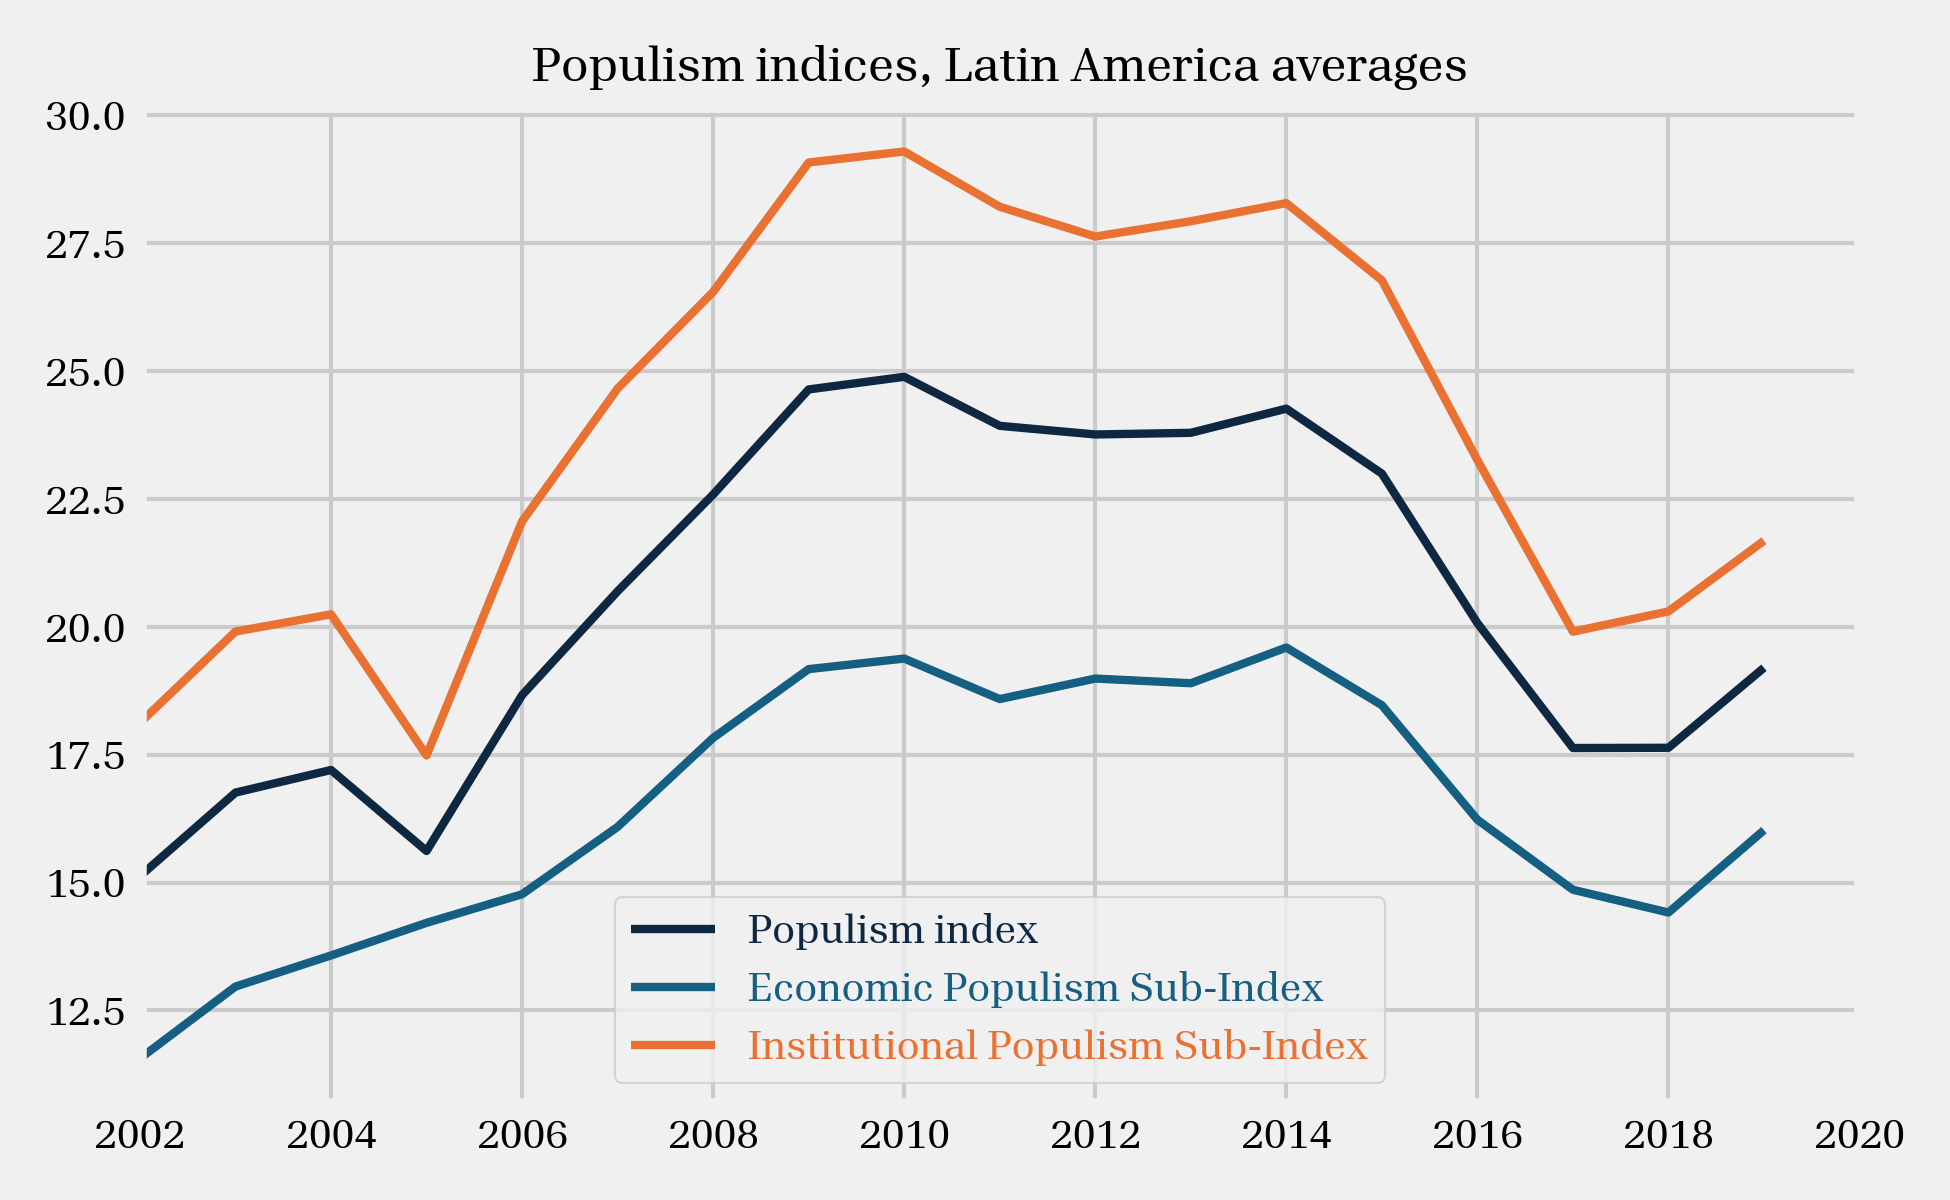 Populism indices, Latin America averages
30.0
27.5
25.0
22.5
20.0
17.5
15.0
12.5
Populism index
Economic Populism Sub-Index
Institutional Populism Sub-Index
2002 2004 2006 2008 2010 2012 2014 2016 2018 2020